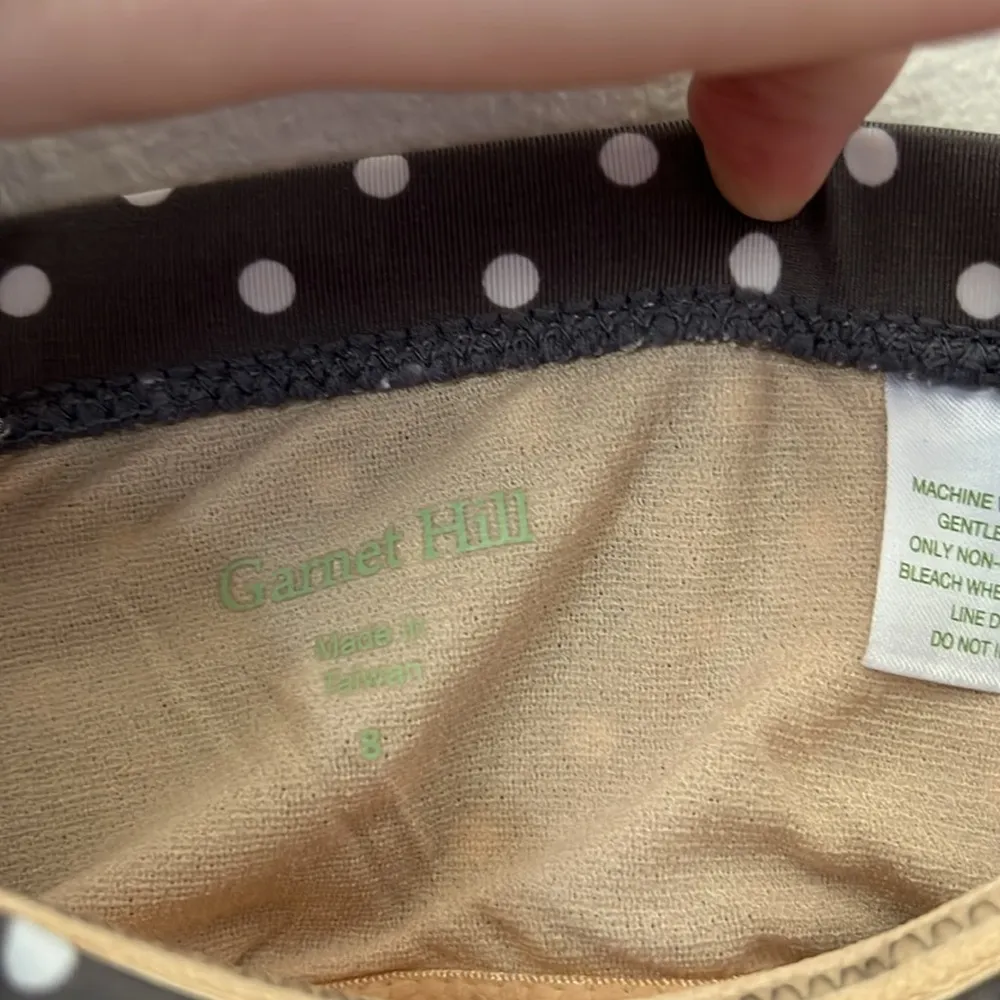 Garnet Hill
Made in
Taiwan
8
MACHINE
GENTLE
ONLY NON-
BLEACH WHE
LINE D
DO NOT I